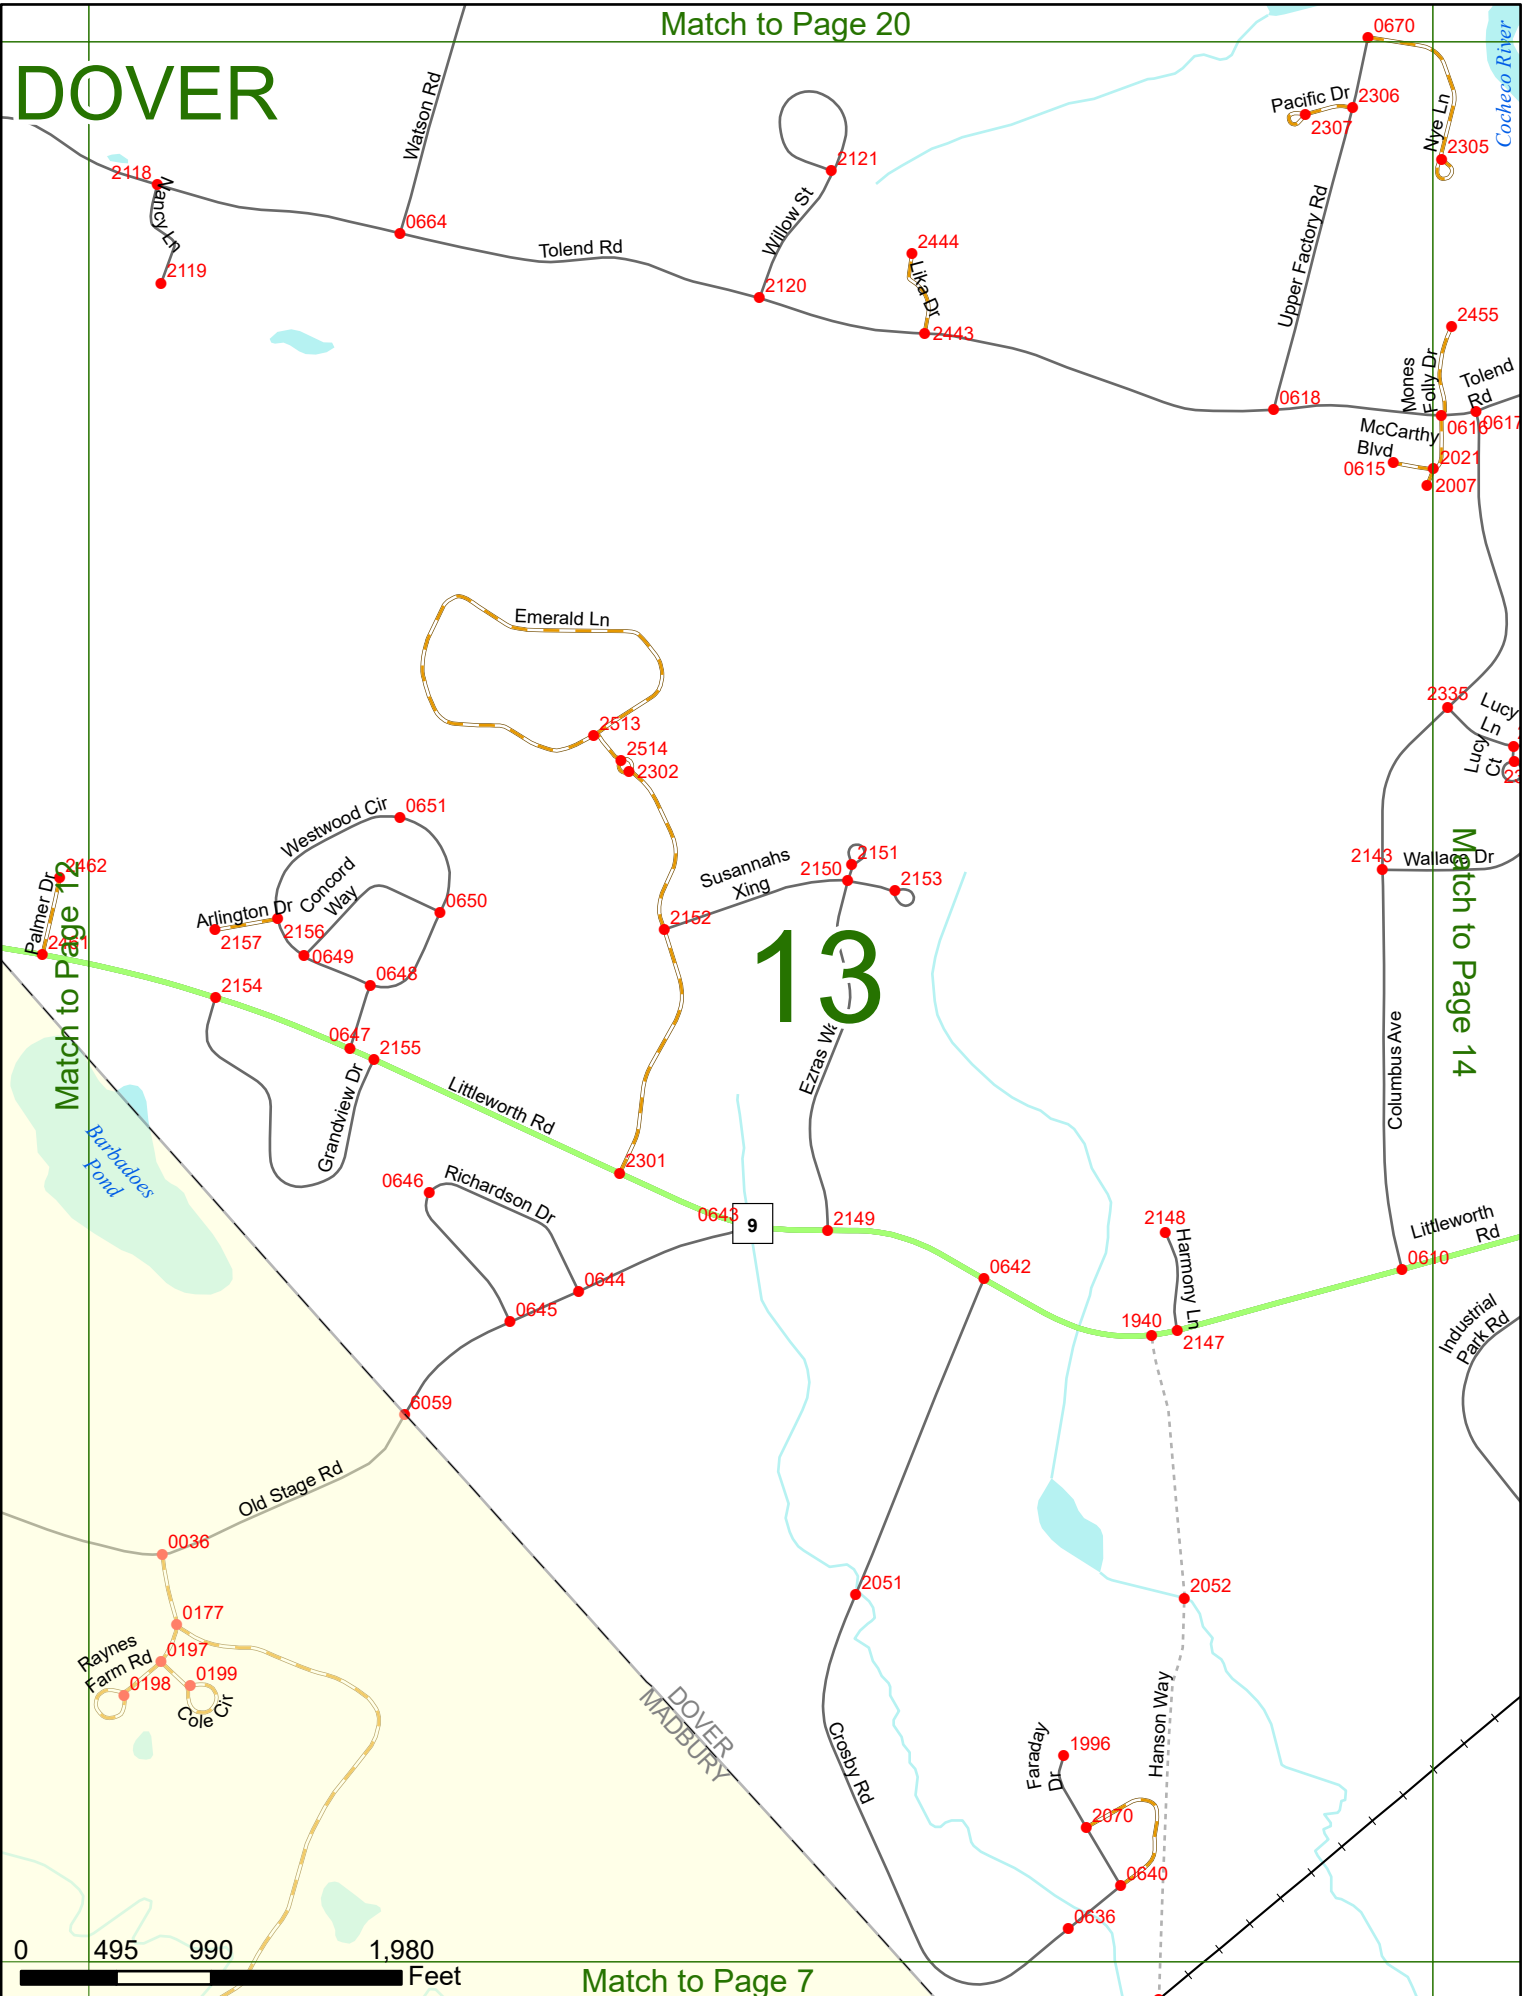 Match to Page 20
DOVER
Cocheco River
0670
Watson Rd
Pacific Dr
2306
2307
Nye Ln
2305
2118
2121
Nancy Ln
0664
Tolend Rd
Willow St
2444
Lika Dr
Upper Factory Rd
2119
2120
2443
2455
Mones
Folly Dr
Tolend
Rd
0618
0616
0617
McCarthy
Blvd
0615
2021
2007
Emerald Ln
2513
2514
2302
2335
Lucy
Ln
Lucy
Ct
Westwood Cir
0651
Concord
Way
2462
Palmer Dr
2461
Match to Page 12
Arlington Dr
2157
2156
0650
0649
0648
2154
0647
2155
Susannahs
Xing
2150
2151
2153
2152
2143
Wallace Dr
Match to Page 14
13
Ezras
Columbus Ave
Littleworth Rd
Grandview Dr
Barbadoes
Pond
2301
0646
Richardson Dr
0643
9
2149
2148
Harmony Ln
Littleworth
Rd
0610
0642
0644
0645
1940
2147
Industrial
Park Rd
6059
Old Stage Rd
0036
2051
2052
0177
Raynes
Farm Rd
0197
0198
0199
Cole Cir
DOVER
MADBURY
Crosby Rd
Faraday
Dr
Hanson Way
1996
2070
0640
0636
0 495 990 1,980
Feet
Match to Page 7